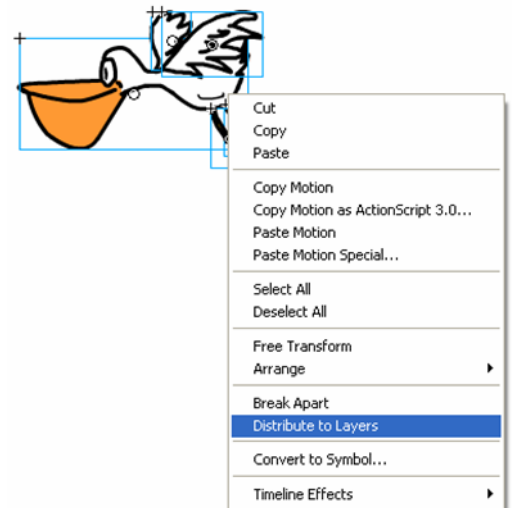 Cut
Copy
Paste
Copy Motion
Copy Motion as ActionScript 3.0...
Paste Motion
Paste Motion Special...
Select All
Deselect All
Free Transform
Arrange
Break Apart
Distribute to Layers
Convert to Symbol...
Timeline Effects